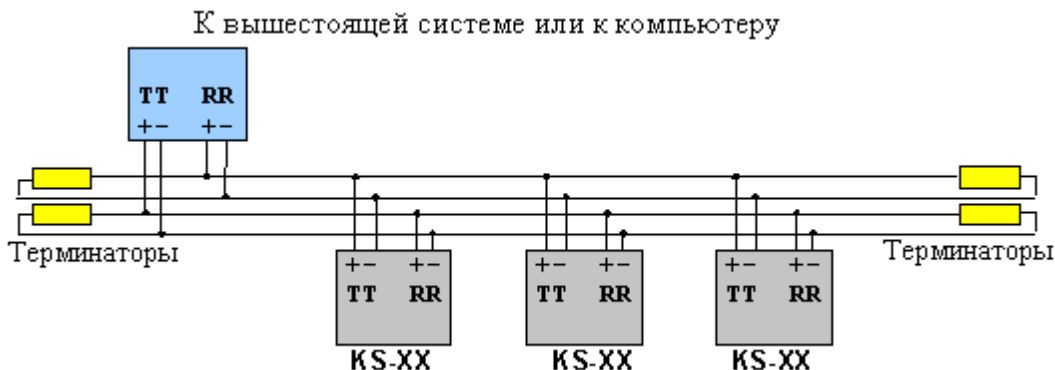 К вышестоящей системе или к компьютеру
TT RR
+− +−
Терминаторы Терминаторы
+− +− +− +− +− +−
TT RR TT RR TT RR
KS-XX KS-XX KS-XX